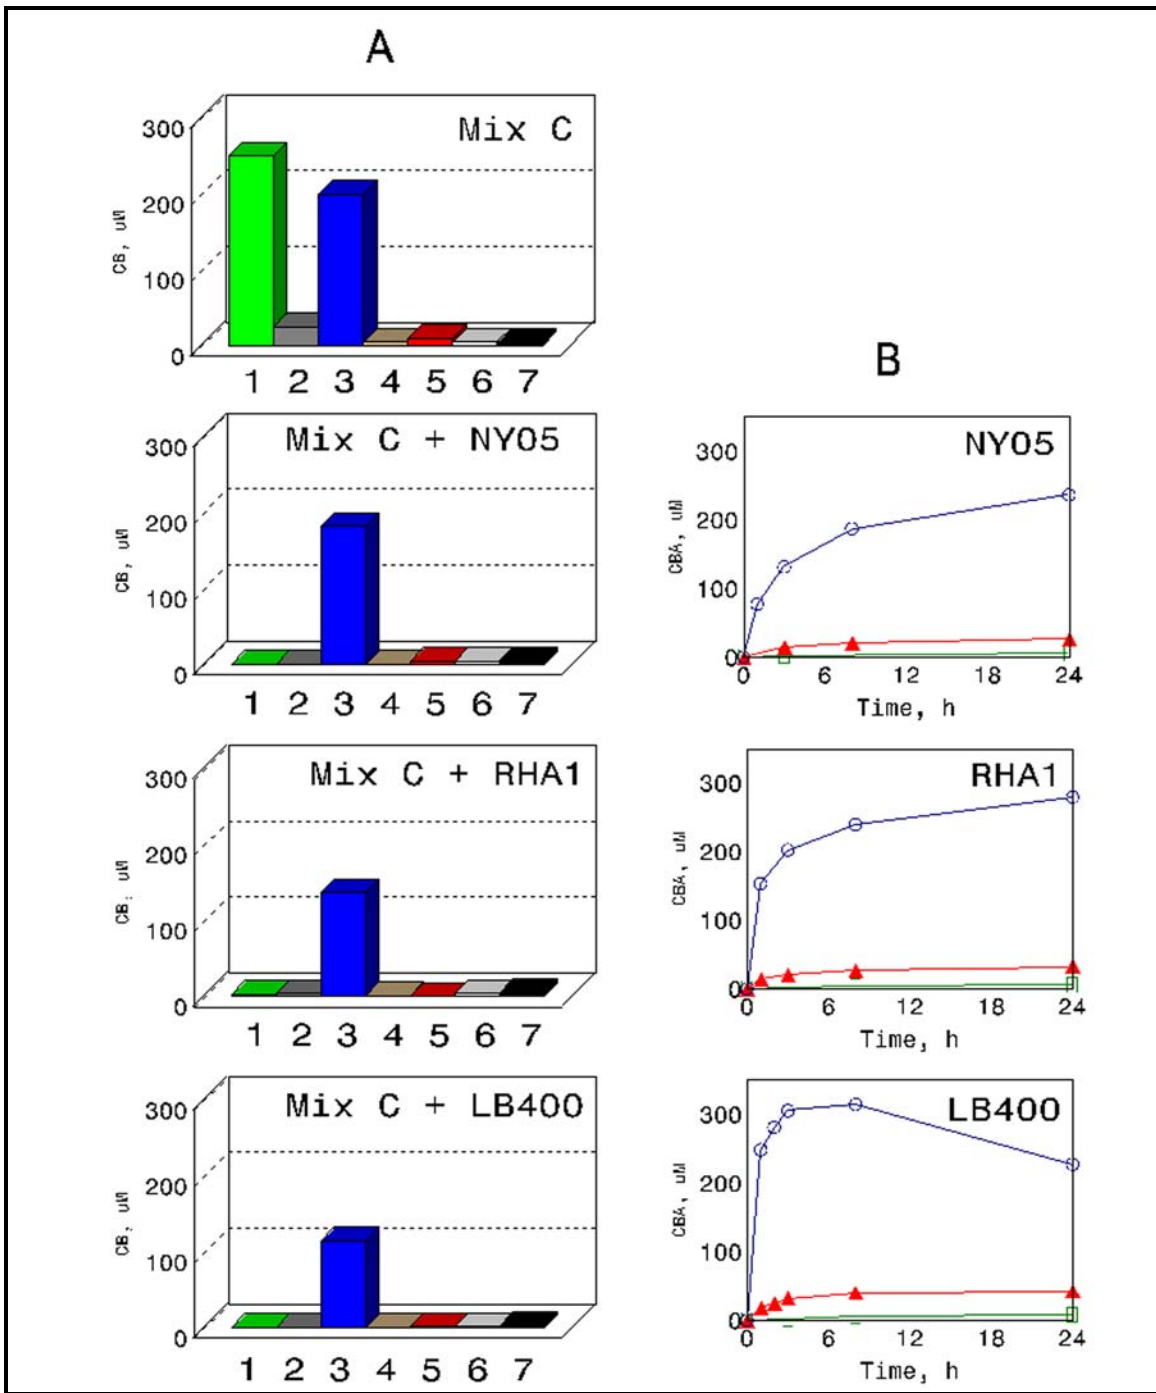 A
Mix C
300
200
100
0
CB, uM
1 2 3 4 5 6 7
B
Mix C + NY05
300
200
100
0
CB, uM
1 2 3 4 5 6 7
NY05
300
200
100
0
CBA, uM
0 6 12 18 24
Time, h
Mix C + RHA1
300
200
100
0
CB, uM
1 2 3 4 5 6 7
RHA1
300
200
100
0
CBA, uM
0 6 12 18 24
Time, h
Mix C + LB400
300
200
100
0
CB, uM
1 2 3 4 5 6 7
LB400
300
200
100
0
CBA, uM
0 6 12 18 24
Time, h